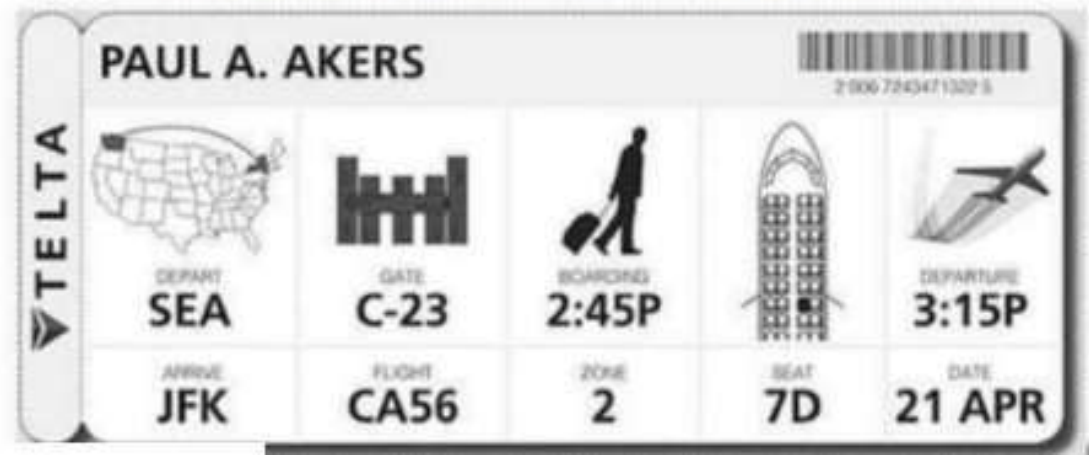 TELTA
PAUL A. AKERS
DEPART
SEA
GATE
C-23
BOARDING
2:45P
DEPARTURE
3:15P
ARRIVE
JFK
FLIGHT
CA56
ZONE
2
SEAT
7D
DATE
21 APR